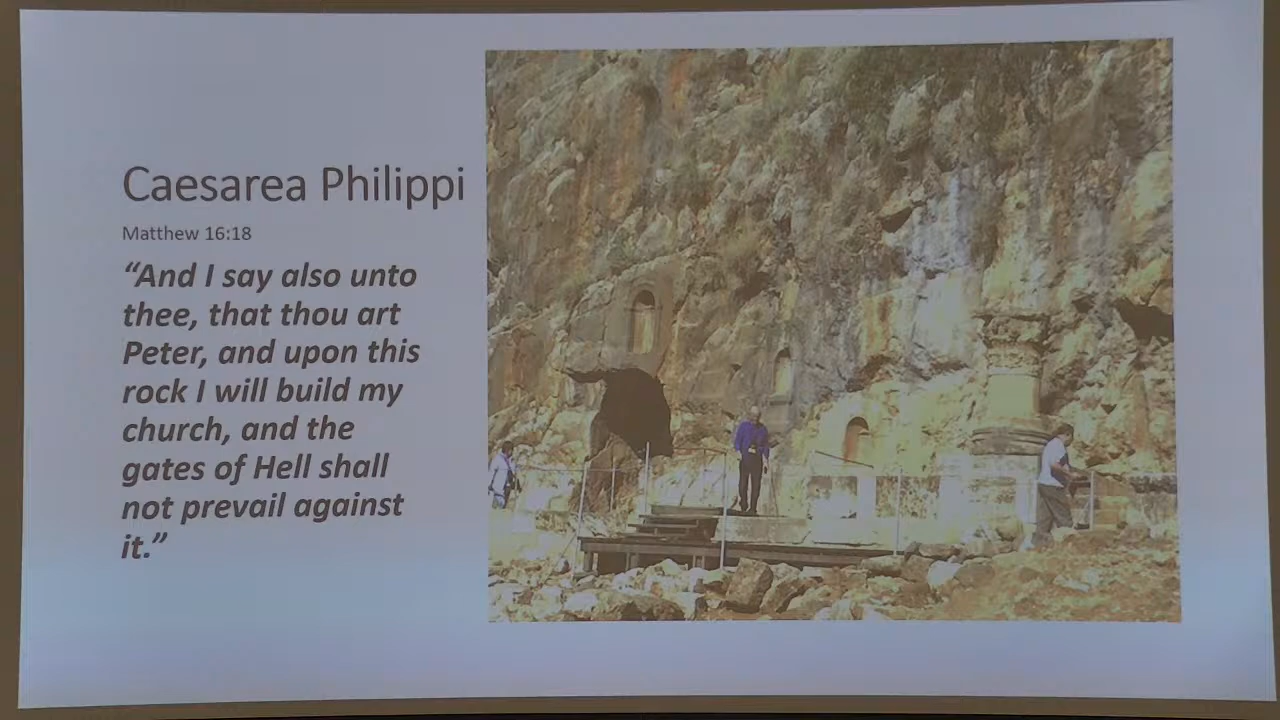 Caesarea Philippi
Matthew 16:18
“And I say also unto
thee, that thou art
Peter, and upon this
rock I will build my
church, and the
gates of Hell shall
not prevail against
it.”